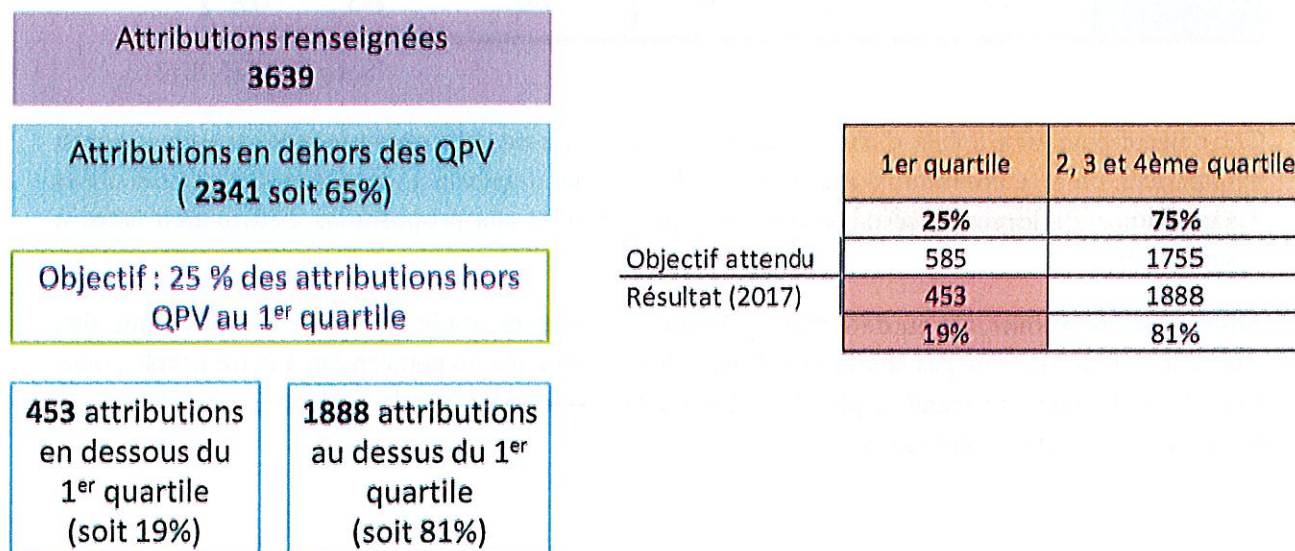 Attributions renseignées
3639
Attributions en dehors des QPV
( 2341 soit 65%)
Objectif : 25 % des attributions hors
QPV au 1er quartile
453 attributions
en dessous du
1er quartile
(soit 19%)
1888 attributions
au dessus du 1er
quartile
(soit 81%)
1er quartile 2, 3 et 4ème quartile
25% 75%
Objectif attendu 585 1755
Résultat (2017) 453 1888
19% 81%